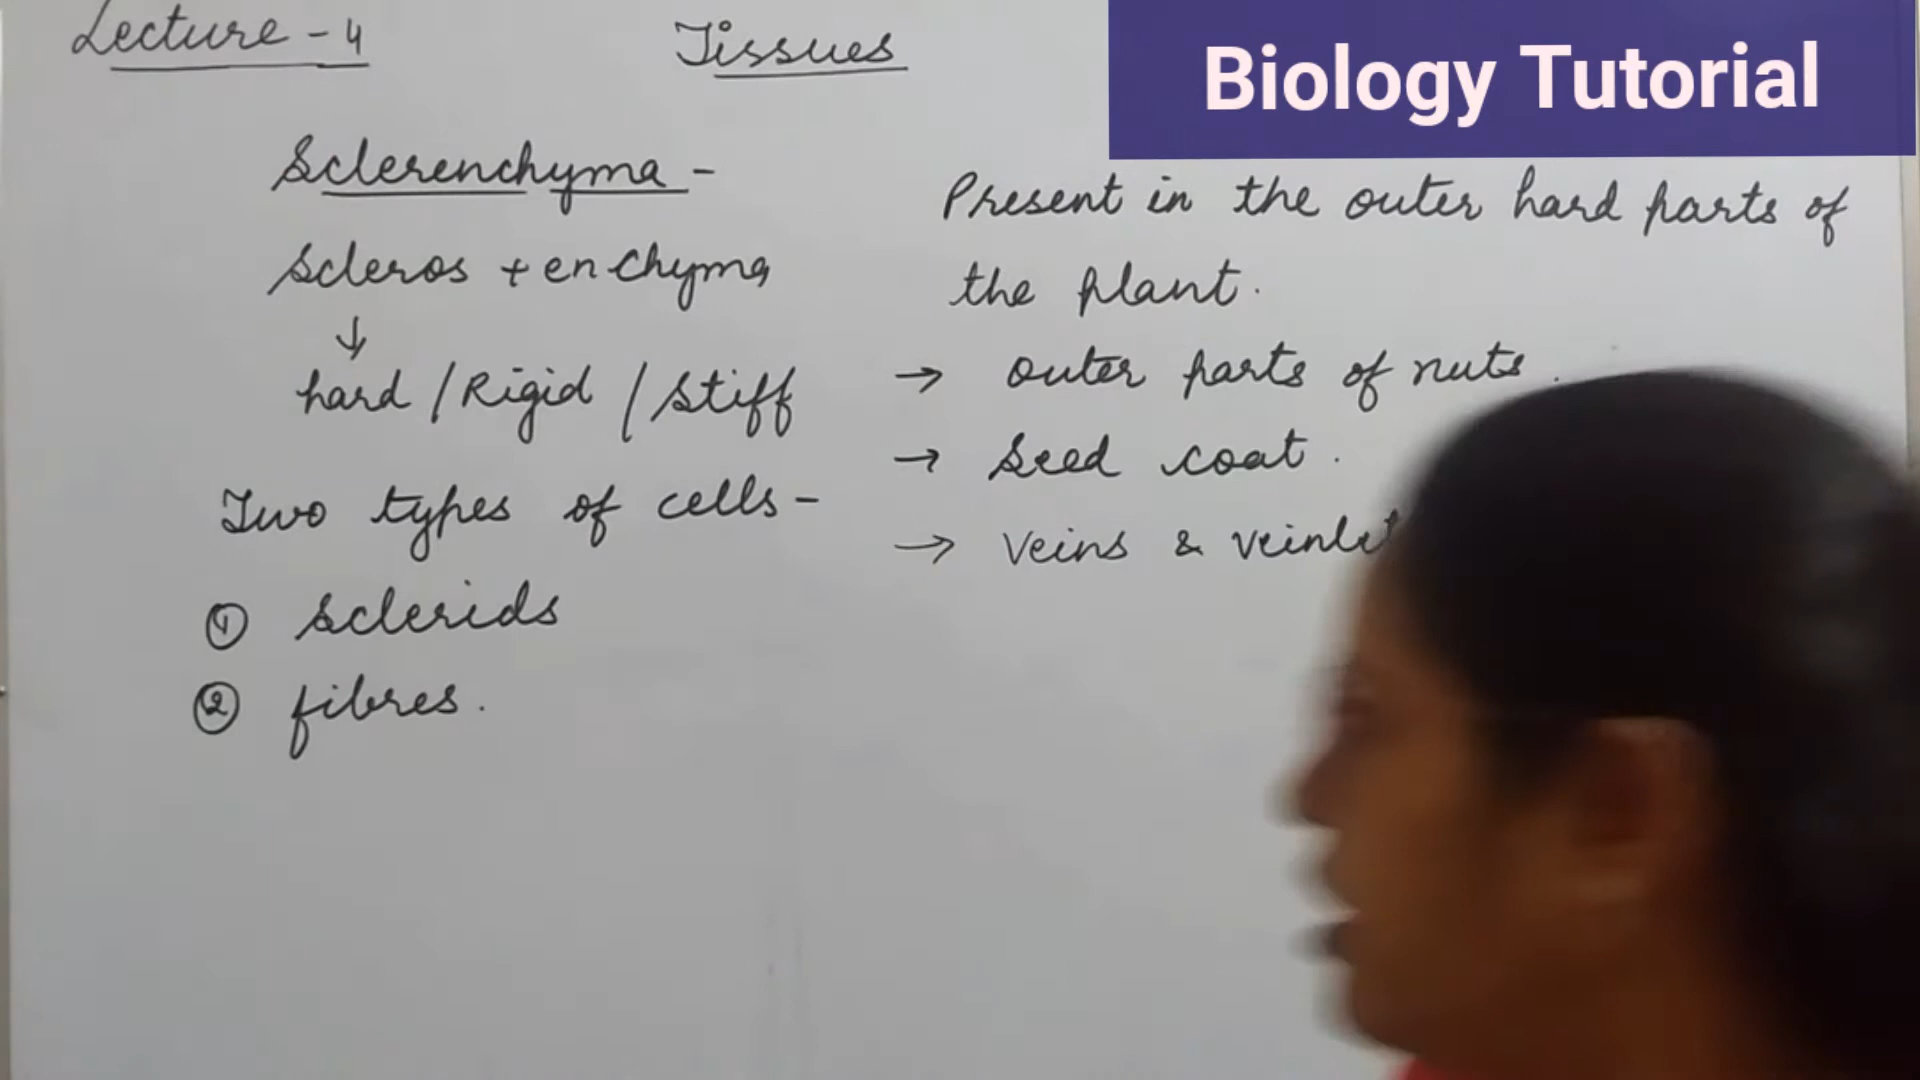 Lecture - 4
Tissues
Biology Tutorial
Sclerenchyma -
Scleros + enchyma
↓
hard / Rigid / Stiff
Two types of cells -
① sclerids
② fibres.
Present in the outer hard parts of
the plant.
→ outer parts of nuts.
→ Seed coat.
→ Veins &